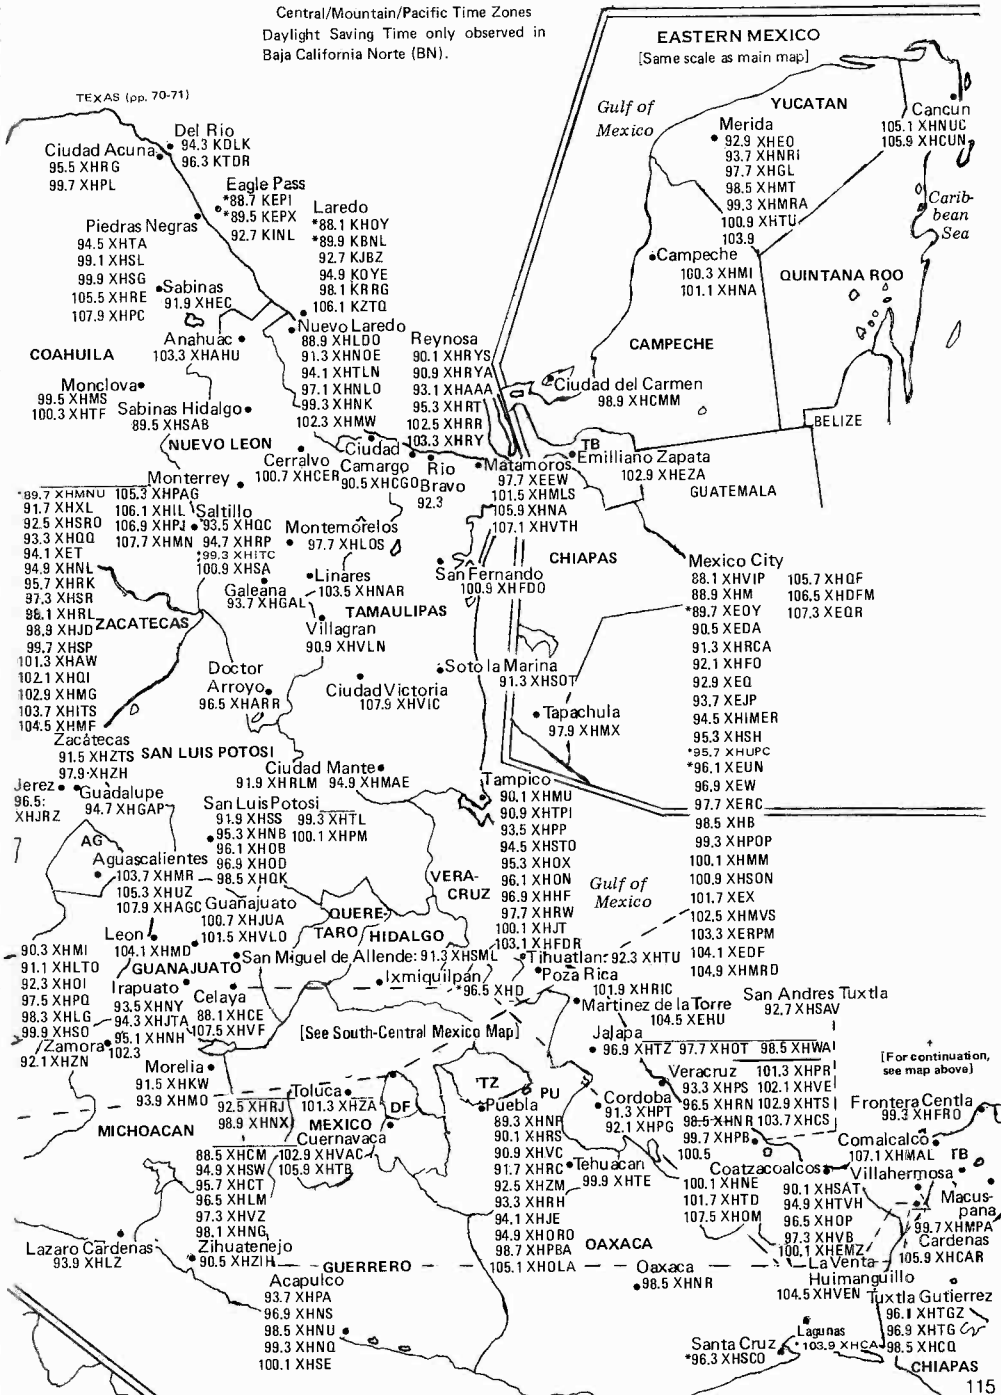 Central/Mountain/Pacific Time Zones
Daylight Saving Time only observed in
Baja California Norte (BN).
EASTERN MEXICO
[Same scale as main map]
TEXAS (pp. 70-71)
Gulf of
Mexico
YUCATAN
Cancun
105.1 XHNUC
105.9 XHCUN
Merida
92.9 XHEO
93.7 XHNRI
97.7 XHGL
98.5 XHMT
99.3 XHMRA
100.9 XHTU
103.9
Carib-
bean
Sea
Campeche
100.3 XHMI
101.1 XHNA
QUINTANA ROO
CAMPECHE
Ciudad del Carmen
98.9 XHCMM
BELIZE
TB
Emilliano Zapata
102.9 XHEZA
GUATEMALA
CHIAPAS
Tapachula
97.9 XHMX
Del Rio
94.3 KDLK
96.3 KTDR
Ciudad Acuna
95.5 XHRG
99.7 XHPL
Eagle Pass
*88.7 KEPI
*89.5 KEPX
92.7 KINL
Laredo
*88.1 KHOY
*89.9 KBNL
92.7 KJBZ
94.9 KOYE
98.1 KRRG
106.1 KZTQ
Piedras Negras
94.5 XHTA
99.1 XHSL
99.9 XHSG
105.5 XHRE
107.9 XHPC
Sabinas
91.9 XHEC
Anahuac
103.3 XHAHU
COAHUILA
Nuevo Laredo
88.9 XHLDO
91.3 XHNOE
94.1 XHTLN
97.1 XHNLO
99.3 XHNK
102.3 XHMW
Reynosa
90.1 XHRYS
90.9 XHRYA
93.1 XHAAA
95.3 XHRT
102.5 XHRR
103.3 XHRY
Monclova
99.5 XHMS
100.3 XHTF
Sabinas Hidalgo
89.5 XHSAB
NUEVO LEON
Cerralvo
100.7 XHCER
Ciudad
Camargo
90.5 XHCGO
Rio
Bravo
92.3
Matamoros
97.7 XEEW
101.5 XHMLS
105.9 XHNA
107.1 XHVTH
Monterrey
*89.7 XHMNU
91.7 XHXL
92.5 XHSRO
93.3 XHQQ
94.1 XET
94.9 XHNL
95.7 XHRK
97.3 XHSR
98.1 XHRL
98.9 XHJD
99.7 XHSP
101.3 XHAW
102.1 XHQI
102.9 XHMG
103.7 XHITS
104.5 XHMF
105.3 XHPAG
106.1 XHIL
106.9 XHPJ
107.7 XHMN
Saltillo
93.5 XHQC
94.7 XHRP
*99.3 XHITC
100.9 XHSA
Montemorelos
97.7 XHLOS
San Fernando
100.9 XHFDO
Galeana
93.7 XHGAL
Linares
103.5 XHNAR
TAMAULIPAS
Villagran
90.9 XHVLN
ZACATECAS
Doctor
Arroyo
96.5 XHARR
Ciudad Victoria
107.9 XHVIC
Soto la Marina
91.3 XHSOT
Mexico City
88.1 XHVIP
88.9 XHM
*89.7 XEOY
90.5 XEDA
91.3 XHRCA
92.1 XHFO
92.9 XEQ
93.7 XEJP
94.5 XHIMER
95.3 XHSH
*95.7 XHUPC
*96.1 XEUN
96.9 XEW
97.7 XERC
98.5 XHB
99.3 XHPOP
100.1 XHMM
100.9 XHSON
101.7 XEX
102.5 XHMVS
103.3 XERPM
104.1 XEDF
104.9 XHMRD
105.7 XHQF
106.5 XHDFM
107.3 XEQR
Zacatecas
91.5 XHZTS
97.9 XHZH
SAN LUIS POTOSI
Jerez
96.5:
XHJRZ
Guadalupe
94.7 XHGAP
Ciudad Mante
91.9 XHRLM 94.9 XHMAE
San Luis Potosi
91.9 XHSS 99.3 XHTL
95.3 XHNB 100.1 XHPM
96.1 XHOB
96.9 XHOD
98.5 XHQK
Tampico
90.1 XHMU
90.9 XHTPI
93.5 XHPP
94.5 XHSTO
95.3 XHOX
96.1 XHON
96.9 XHHF
97.7 XHRW
100.1 XHJT
103.1 XHFDR
AG
Aguascalientes
103.7 XHMR
105.3 XHUZ
107.9 XHAGC
VERA-
CRUZ
Gulf of
Mexico
Guanajuato
100.7 XHJUA
101.5 XHVLO
QUERE-
TARO
HIDALGO
Leon
104.1 XHMD
90.3 XHMI
91.1 XHLTO
92.3 XHOI
97.5 XHPQ
98.3 XHLG
99.9 XHSO
GUANAJUATO
San Miguel de Allende: 91.3 XHSML
Tihuatlan: 92.3 XHTU
Ixmiquilpan
*96.5 XHD
Poza Rica
101.9 XHRIC
Irapuato
93.5 XHNY
94.3 XHJTA
95.1 XHNH
102.3
Celaya
88.1 XHCE
107.5 XHVF
[See South-Central Mexico Map]
Martinez de la Torre
104.5 XEHU
San Andres Tuxtla
92.7 XHSAV
Zamora
92.1 XHZN
Jalapa
96.9 XHTZ 97.7 XHOT 98.5 XHWA
[For continuation,
see map above]
Morelia
91.5 XHKW
93.9 XHMO
92.5 XHRJ
98.9 XHNX
Toluca
101.3 XHZA
MEXICO
DF
TZ
PU
MICHOACAN
Cuernavaca
88.5 XHCM 102.9 XHVAC
94.9 XHSW 105.9 XHTB
95.7 XHCT
96.5 XHLM
97.3 XHVZ
98.1 XHNG
Puebla
89.3 XHNP
90.1 XHRS
90.9 XHVC
91.7 XHRC
92.5 XHZM
93.3 XHRH
94.1 XHJE
94.9 XHORO
98.7 XHPBA
105.1 XHOLA
Tehuacan
99.9 XHTE
Cordoba
91.3 XHPT
92.1 XHPG
Veracruz
93.3 XHPS
96.5 XHRN
98.5 XHNR
99.7 XHPB
100.5
101.3 XHPR
102.1 XHVE
102.9 XHTS
103.7 XHCS
Frontera Centla
99.3 XHFRO
Comalcalco
107.1 XHMAL
TB
Villahermosa
90.1 XHSAT
94.9 XHTVH
96.5 XHOP
97.3 XHVB
100.1 XHEMZ
Coatzacoalcos
100.1 XHNE
101.7 XHTD
107.5 XHOM
Macus-
pana
99.7 XHMPA
Cardenas
105.9 XHCAR
Lazaro Cardenas
93.9 XHLZ
Zihuatenejo
90.5 XHZIH
GUERRERO
OAXACA
Oaxaca
98.5 XHNR
La Venta
Huimanguillo
104.5 XHVEN
Acapulco
93.7 XHPA
96.9 XHNS
98.5 XHNU
99.3 XHNQ
100.1 XHSE
Tuxtla Gutierrez
96.1 XHTGZ
96.9 XHTG
98.5 XHCQ
Lagunas
*103.9 XHCA
Santa Cruz
*96.3 XHSCO
CHIAPAS
115